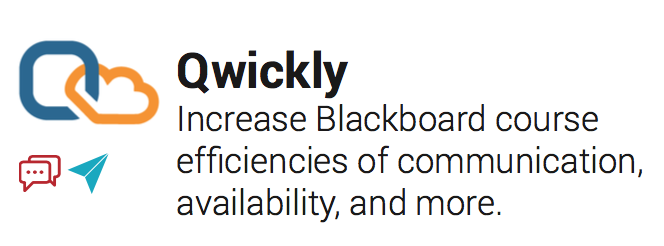 Qwickly
Increase Blackboard course
efficiencies of communication,
availability, and more.